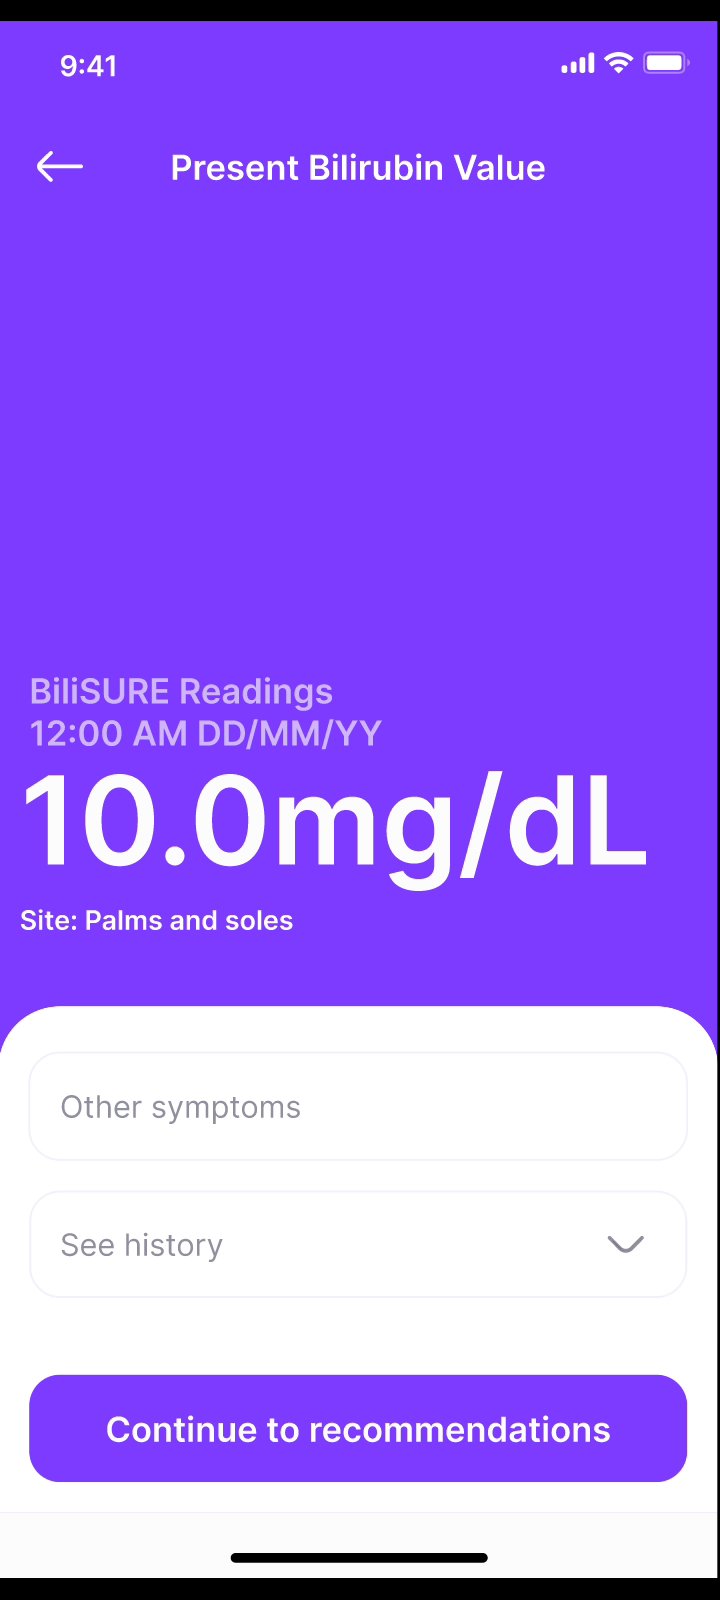 9:41
Present Bilirubin Value
BiliSURE Readings
12:00 AM DD/MM/YY
10.0mg/dL
Site: Palms and soles
Other symptoms
See history
Continue to recommendations